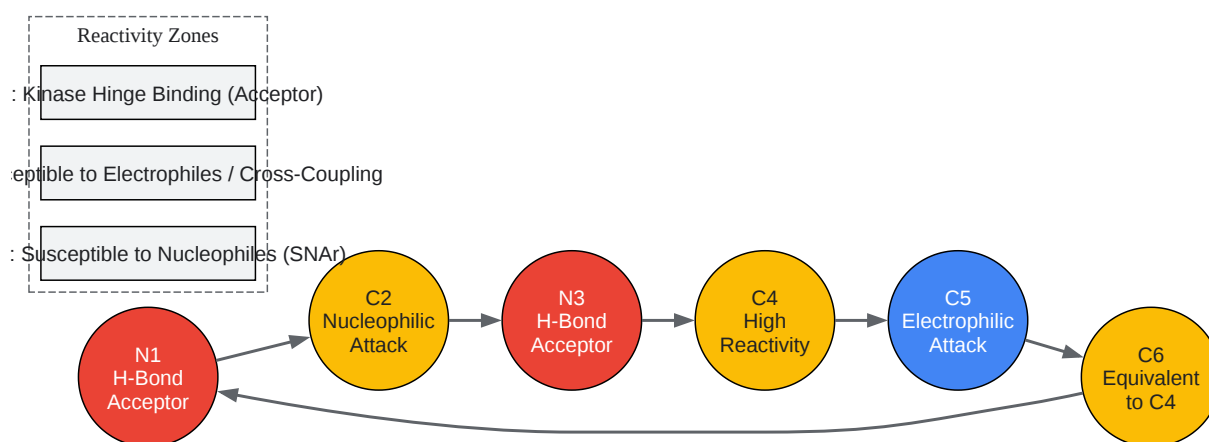 Reactivity Zones
: Kinase Hinge Binding (Acceptor)
to Electrophiles / Cross-Coupling
: Susceptible to Nucleophiles (SNAr)
N1
H-Bond
Acceptor
C2
Nucleophilic
Attack
N3
H-Bond
Acceptor
C4
High
Reactivity
C5
Electrophilic
Attack
C6
Equivalent
to C4